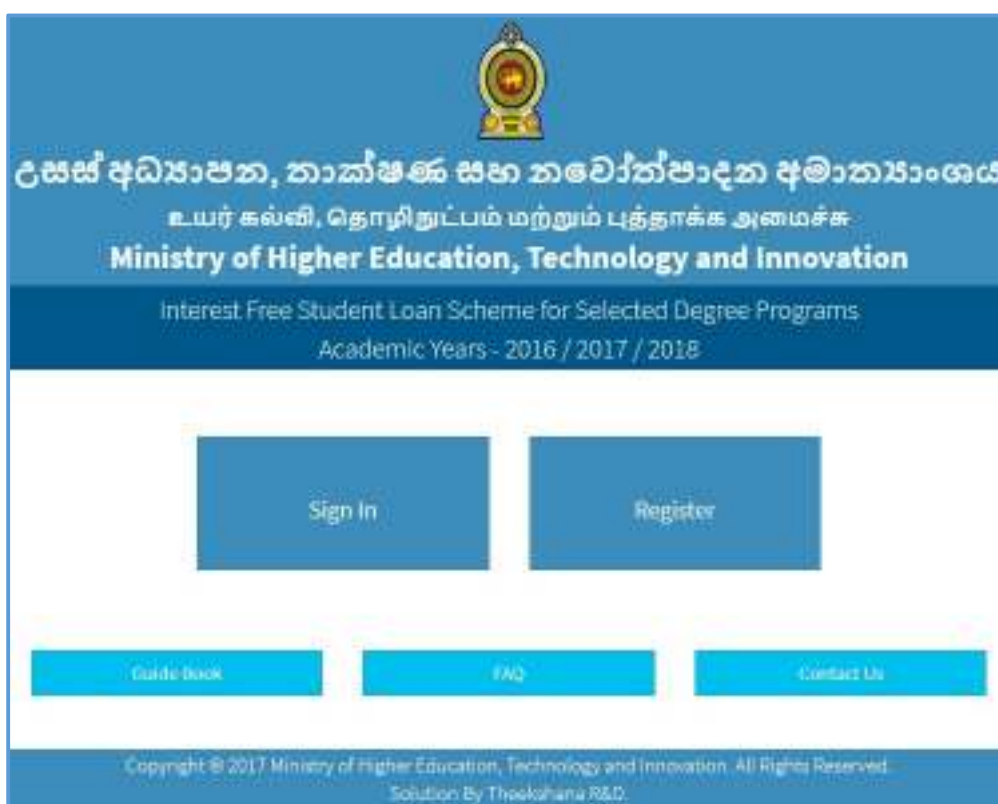 උසස් අධ්‍යාපන, තාක්ෂණ සහ නවෝත්පාදන අමාත්‍යාංශය
உயர் கல்வி, தொழிநுட்பம் மற்றும் புத்தாக்க அமைச்சு
Ministry of Higher Education, Technology and Innovation
Interest Free Student Loan Scheme for Selected Degree Programs
Academic Years - 2016 / 2017 / 2018
Sign In
Register
Guide Book
FAQ
Contact Us
Copyright © 2017 Ministry of Higher Education, Technology and Innovation. All Rights Reserved.
Solution By Theekshana R&D.